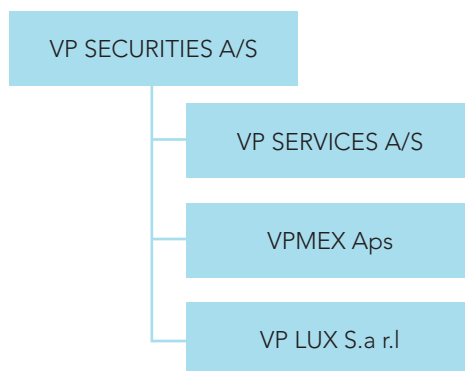 VP SECURITIES A/S
VP SERVICES A/S
VPMEX Aps
VP LUX S.a r.l